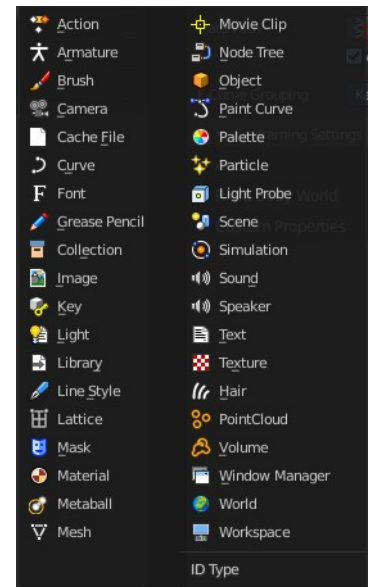 Action
Armature
Brush
Camera
Cache File
Curve
Font
Grease Pencil
Collection
Image
Key
Light
Library
Line Style
Lattice
Mask
Material
Metaball
Mesh
Movie Clip
Node Tree
Object
Paint Curve
Palette
Particle
Light Probe
Scene
Simulation
Sound
Speaker
Text
Texture
Hair
PointCloud
Volume
Window Manager
World
Workspace
ID Type